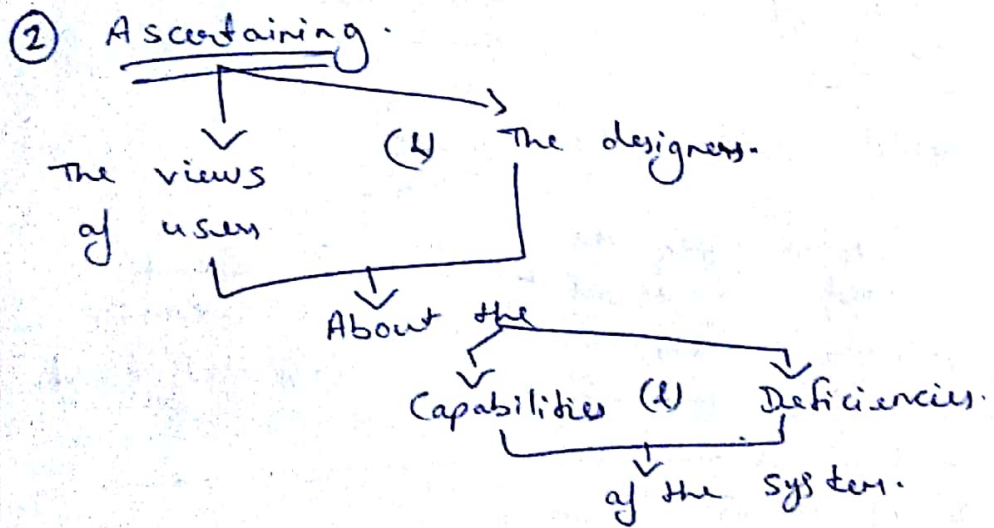 ② Ascertaining.
The views (&) The designers.
of users
About the
Capabilities (&) Deficiencies.
of the system.